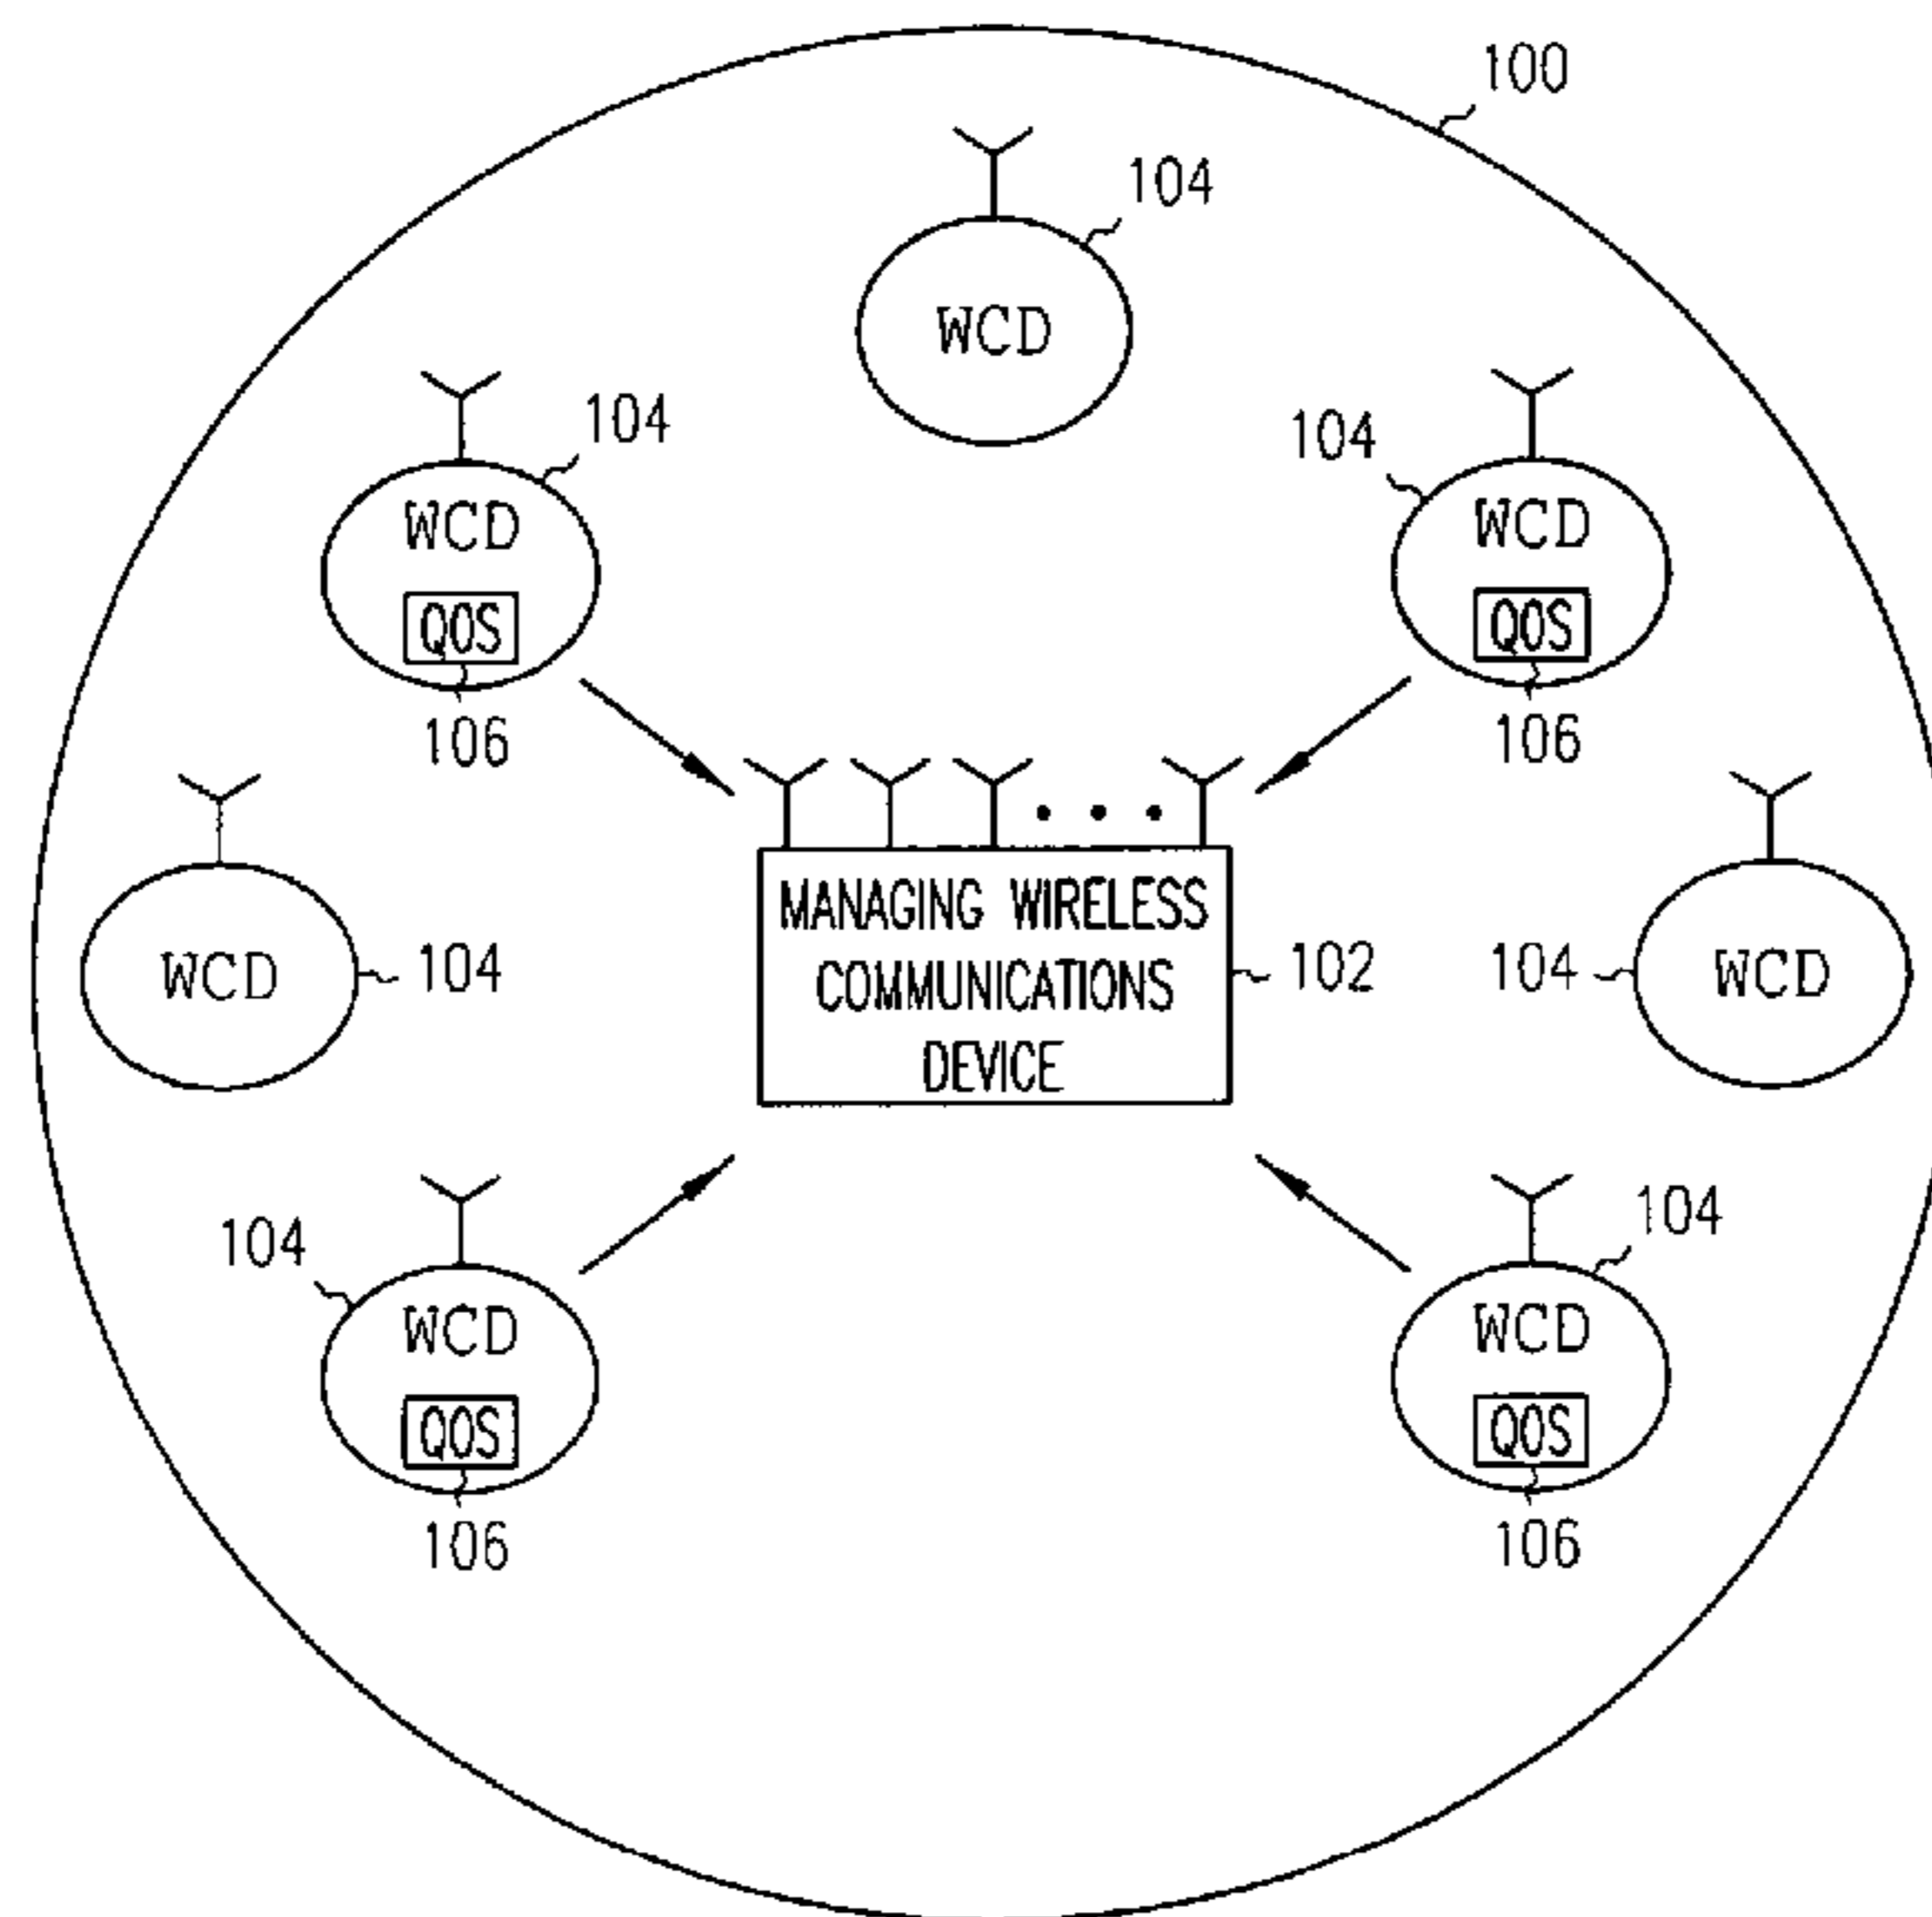 100
104
WCD
104
104
WCD
WCD
QOS
QOS
106
106
MANAGING WIRELESS
COMMUNICATIONS
DEVICE
WCD
104
102
104
WCD
104
104
WCD
WCD
QOS
QOS
106
106